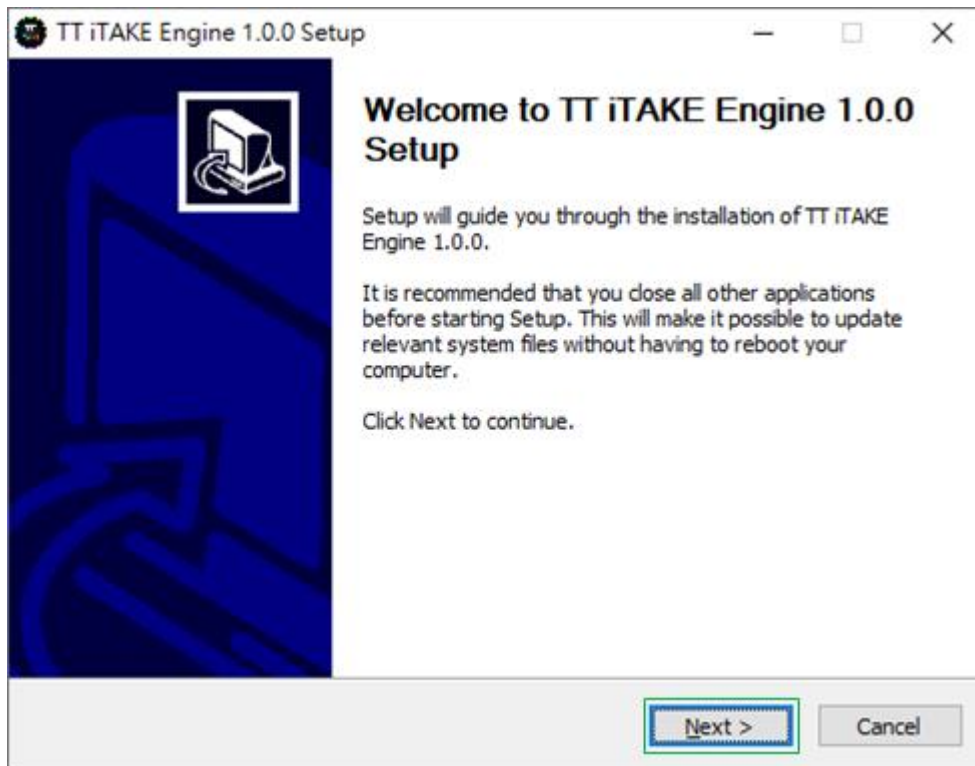 TT iTAKE Engine 1.0.0 Setup
Welcome to TT iTAKE Engine 1.0.0
Setup
Setup will guide you through the installation of TT iTAKE
Engine 1.0.0.
It is recommended that you close all other applications
before starting Setup. This will make it possible to update
relevant system files without having to reboot your
computer.
Click Next to continue.
Next >
Cancel